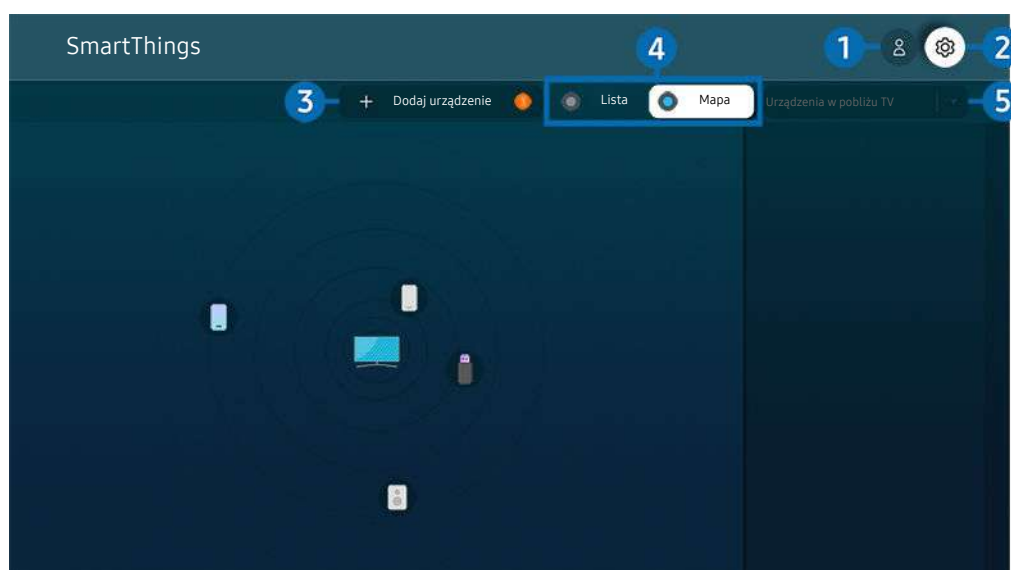 SmartThings
4
1
2
3
+ Dodaj urządzenie
Lista
Mapa
Urządzenia w pobliżu TV
5